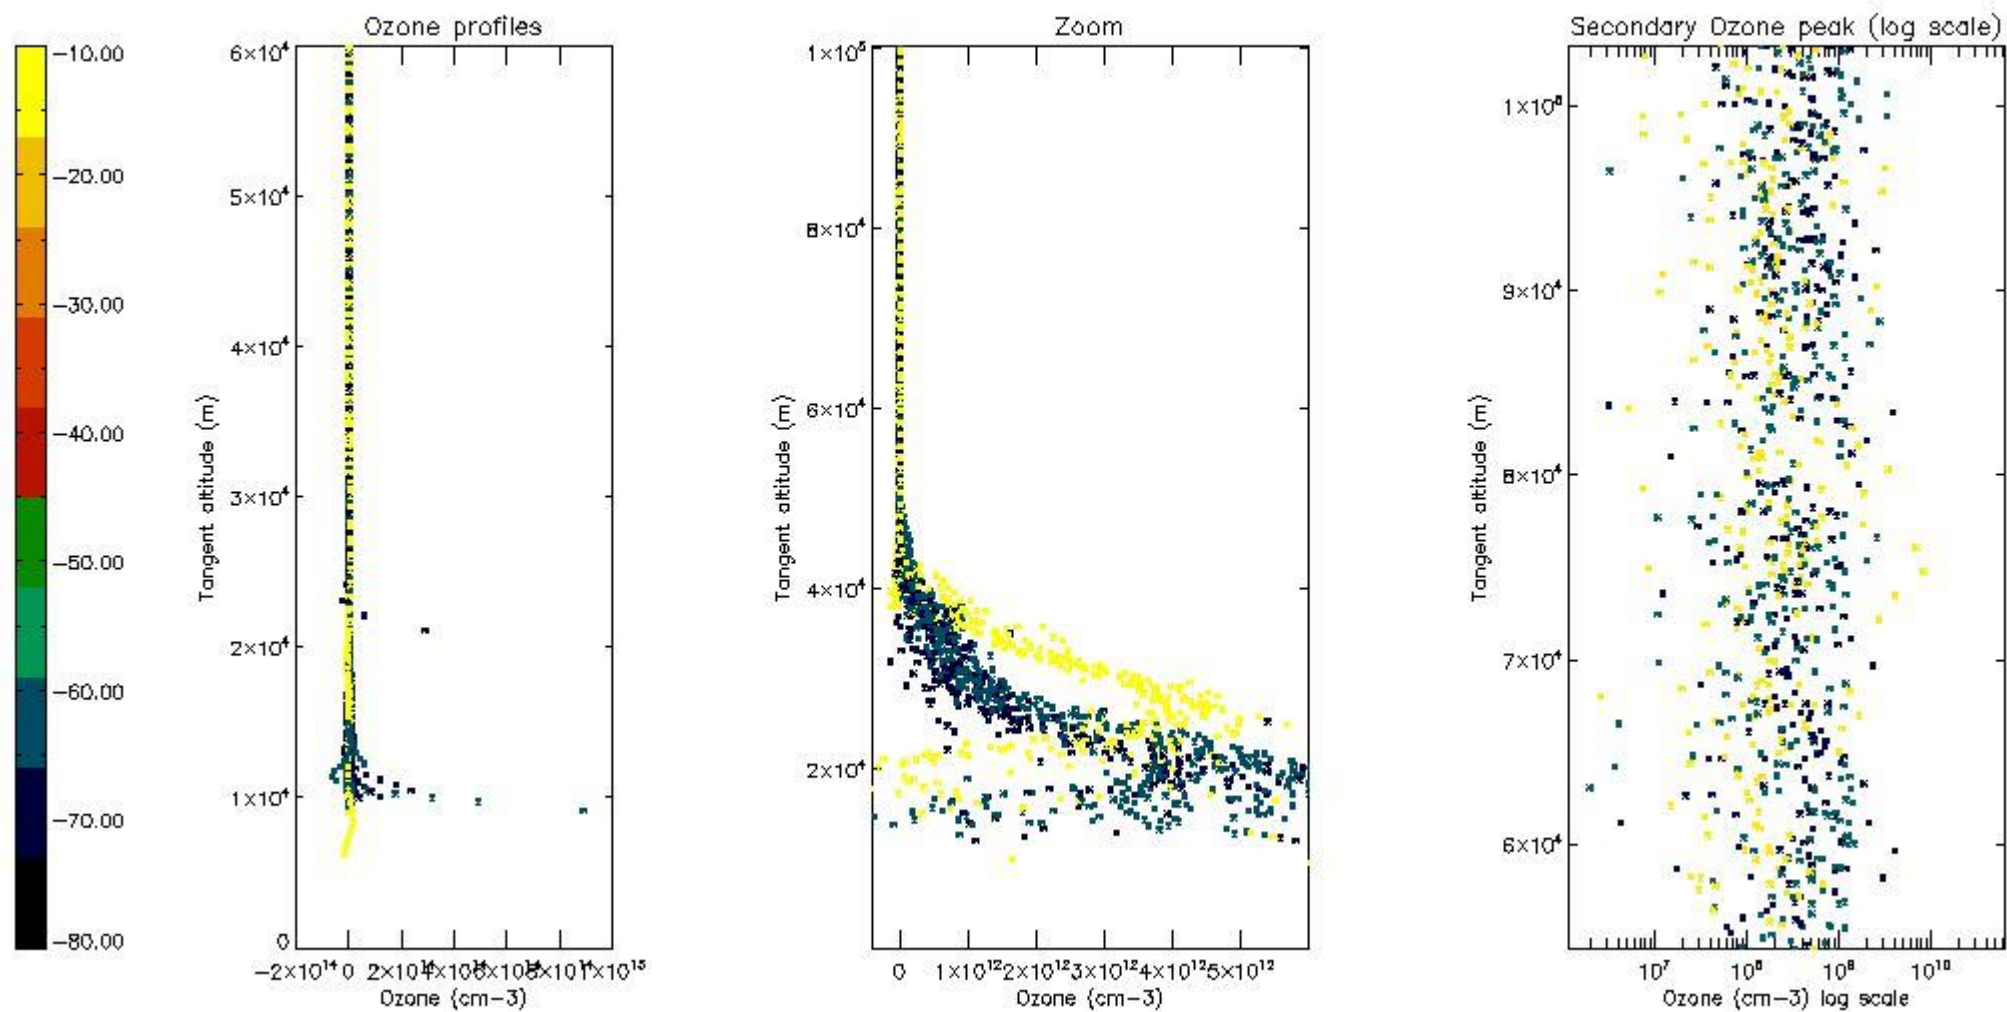 Ozone profiles
Zoom
Secondary Ozone peak (log scale)
−10.00
−20.00
−30.00
−40.00
−50.00
−60.00
−70.00
−80.00
6×10⁴
5×10⁴
4×10⁴
3×10⁴
2×10⁴
1×10⁴
0
Tangent altitude (m)
−2×10¹⁴ 0
Ozone (cm−3)
1×10⁵
8×10⁴
6×10⁴
4×10⁴
2×10⁴
Tangent altitude (m)
0 1×10¹² 2×10¹² 3×10¹² 4×10¹² 5×10¹²
Ozone (cm−3)
9×10⁴
8×10⁴
7×10⁴
6×10⁴
Tangent altitude (m)
10⁷ 10⁸ 10⁹ 10¹⁰
Ozone (cm−3) log scale